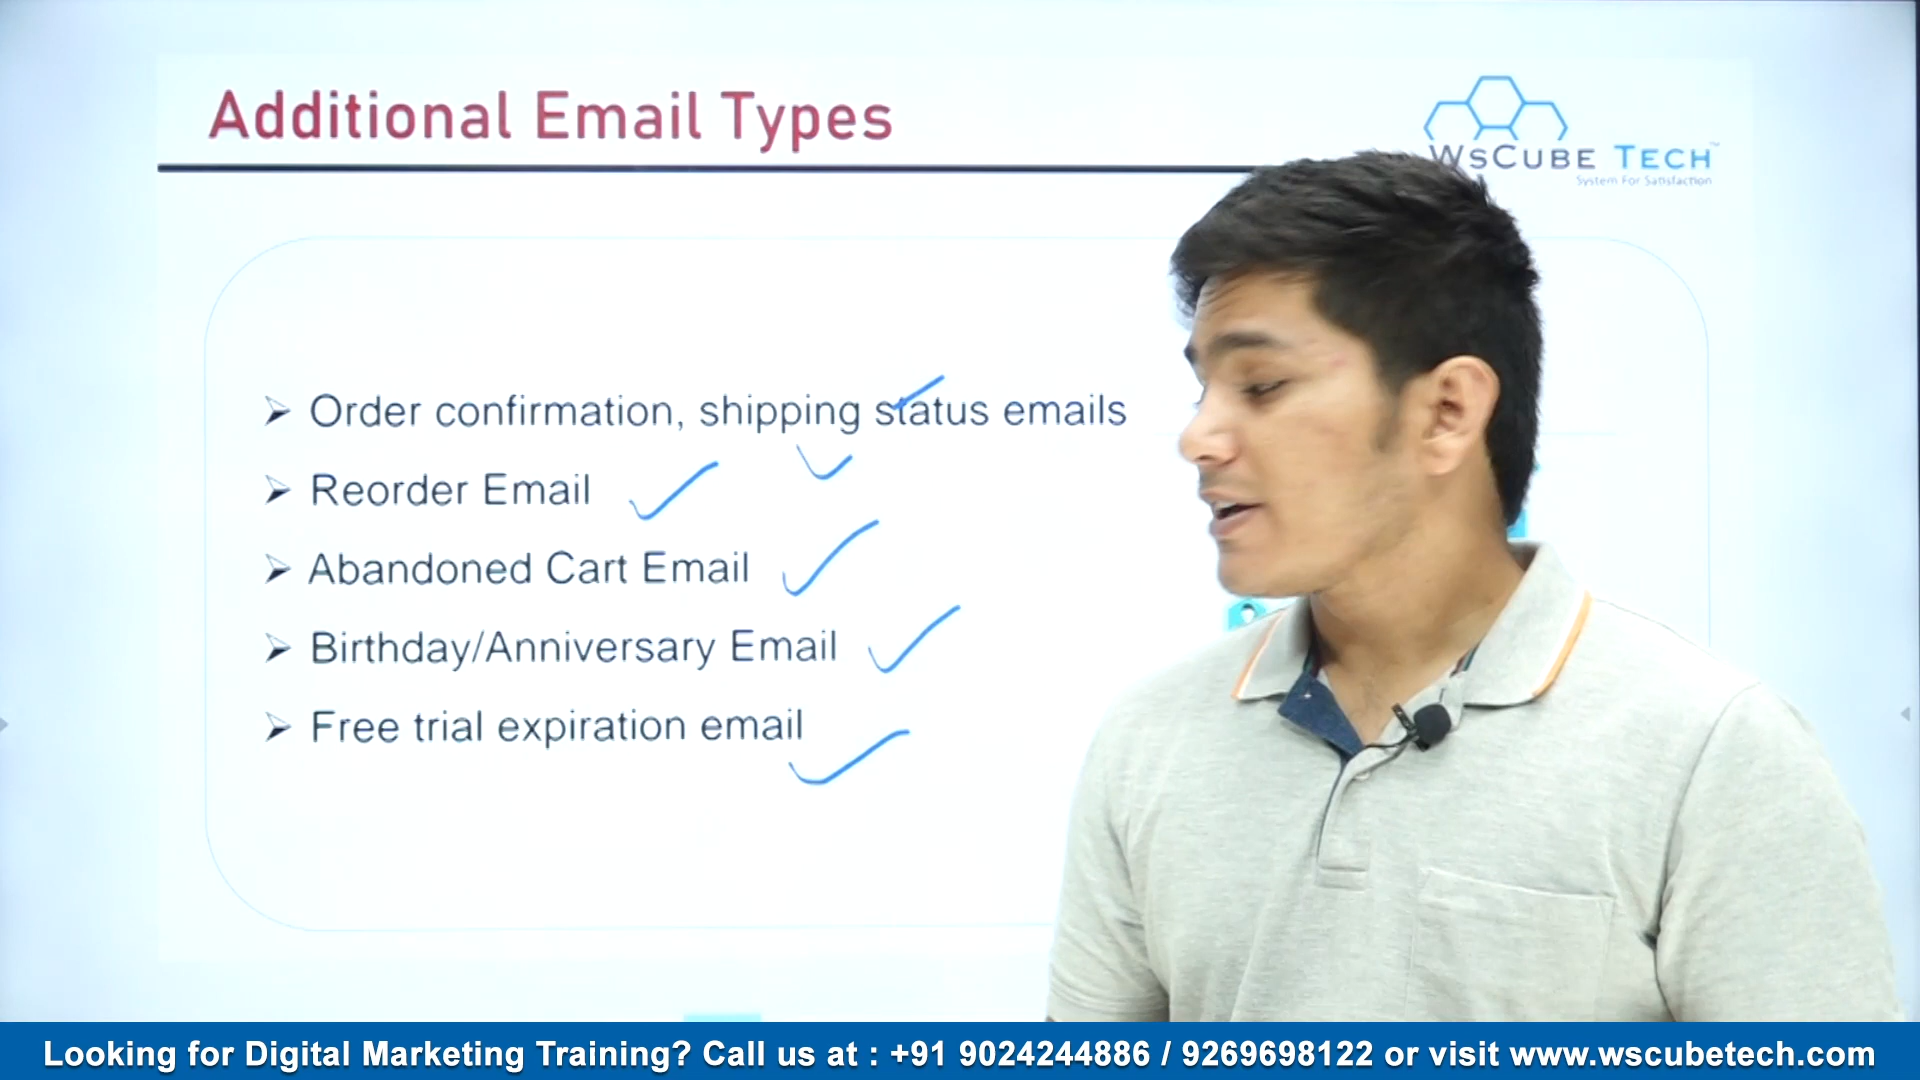 Additional Email Types
WsCube Tech™
System For Satisfaction
➢ Order confirmation, shipping status emails
➢ Reorder Email
➢ Abandoned Cart Email
➢ Birthday/Anniversary Email
➢ Free trial expiration email
Looking for Digital Marketing Training? Call us at : +91 9024244886 / 9269698122 or visit www.wscubetech.com